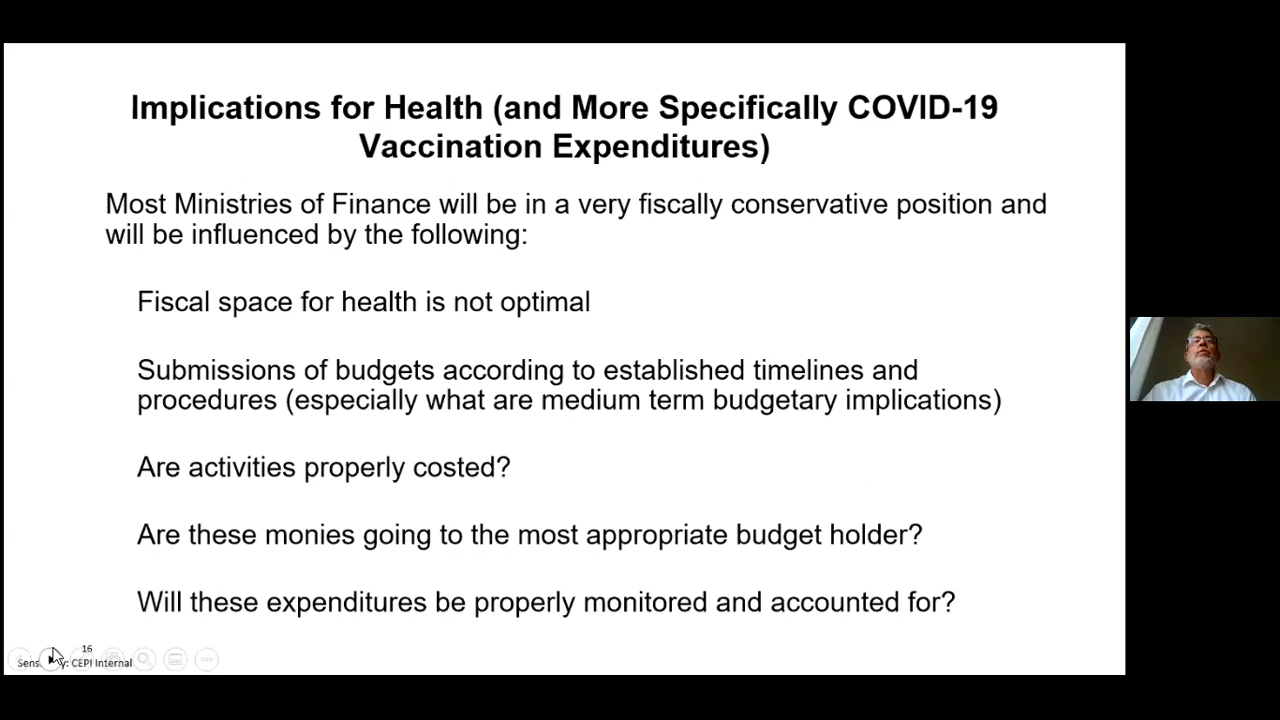 Implications for Health (and More Specifically COVID-19
Vaccination Expenditures)
Most Ministries of Finance will be in a very fiscally conservative position and
will be influenced by the following:
Fiscal space for health is not optimal
Submissions of budgets according to established timelines and
procedures (especially what are medium term budgetary implications)
Are activities properly costed?
Are these monies going to the most appropriate budget holder?
Will these expenditures be properly monitored and accounted for?
16
CEPI Internal